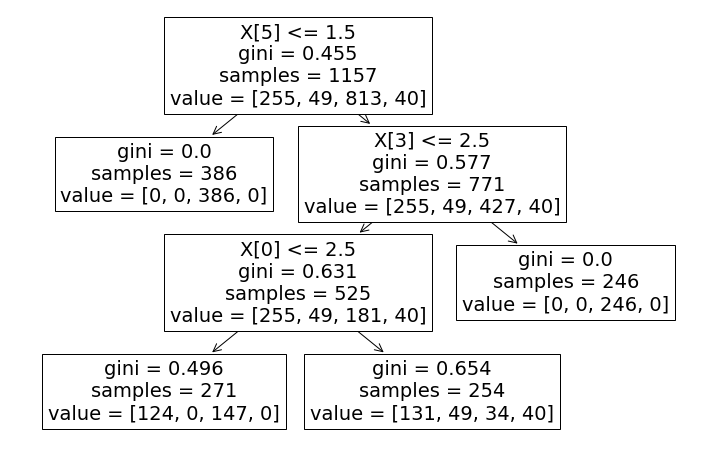 X[5] <= 1.5
gini = 0.455
samples = 1157
value = [255, 49, 813, 40]
gini = 0.0
samples = 386
value = [0, 0, 386, 0]
X[3] <= 2.5
gini = 0.577
samples = 771
value = [255, 49, 427, 40]
X[0] <= 2.5
gini = 0.631
samples = 525
value = [255, 49, 181, 40]
gini = 0.0
samples = 246
value = [0, 0, 246, 0]
gini = 0.496
samples = 271
value = [124, 0, 147, 0]
gini = 0.654
samples = 254
value = [131, 49, 34, 40]